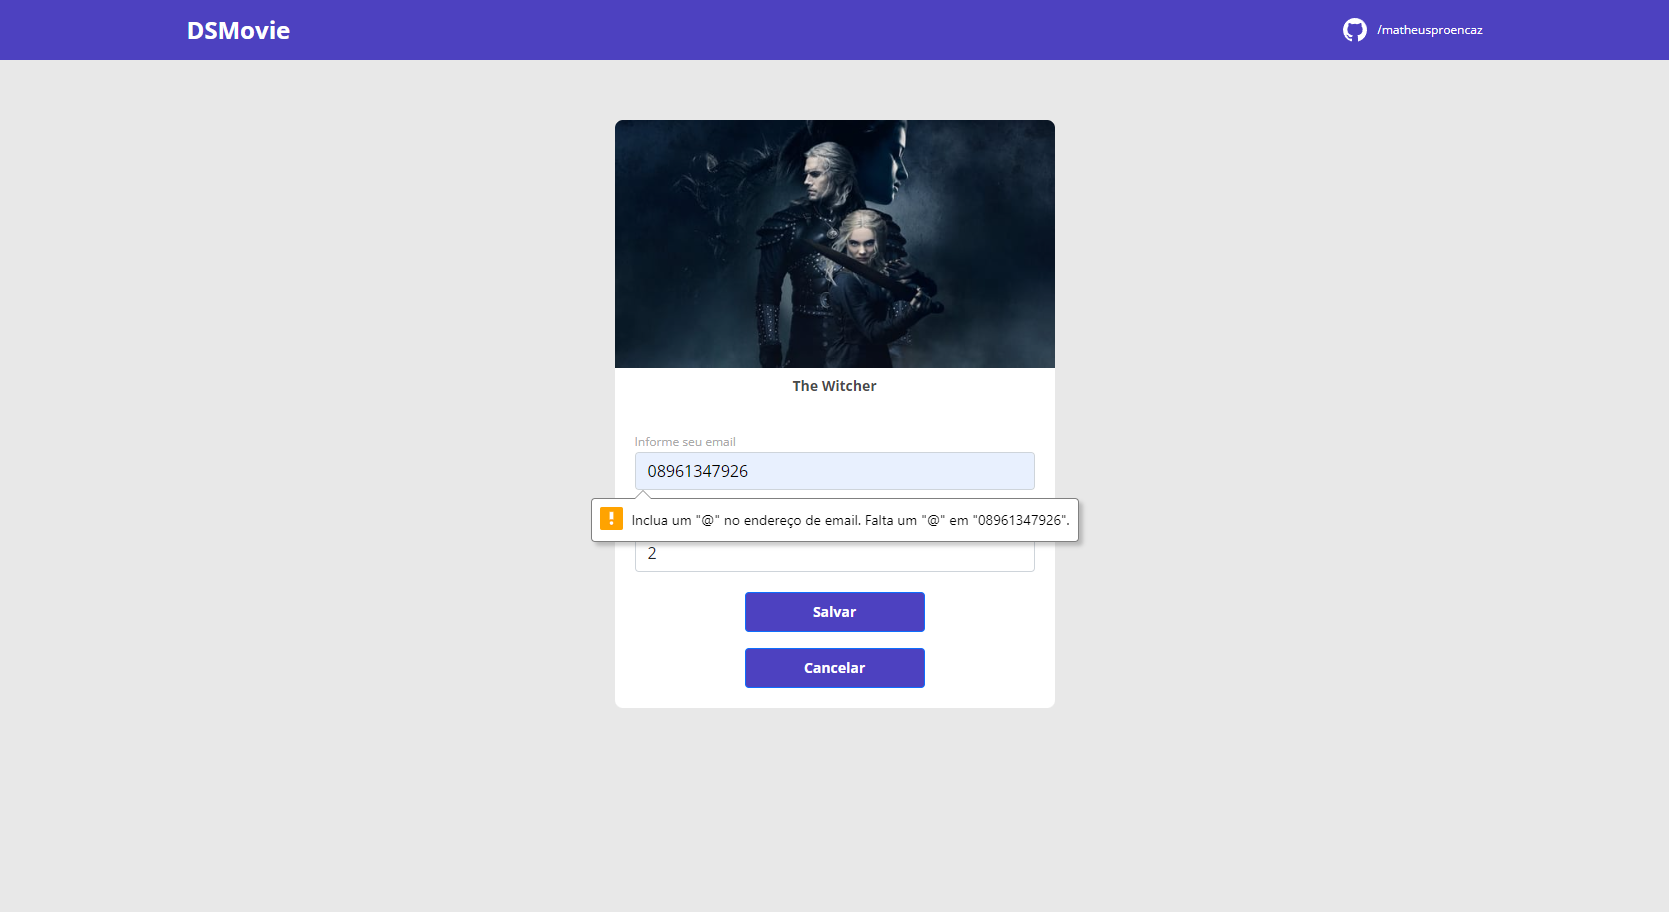 DSMovie
/matheusproencaz
The Witcher
Informe seu email
08961347926
Inclua um "@" no endereço de email. Falta um "@" em "08961347926".
2
Salvar
Cancelar